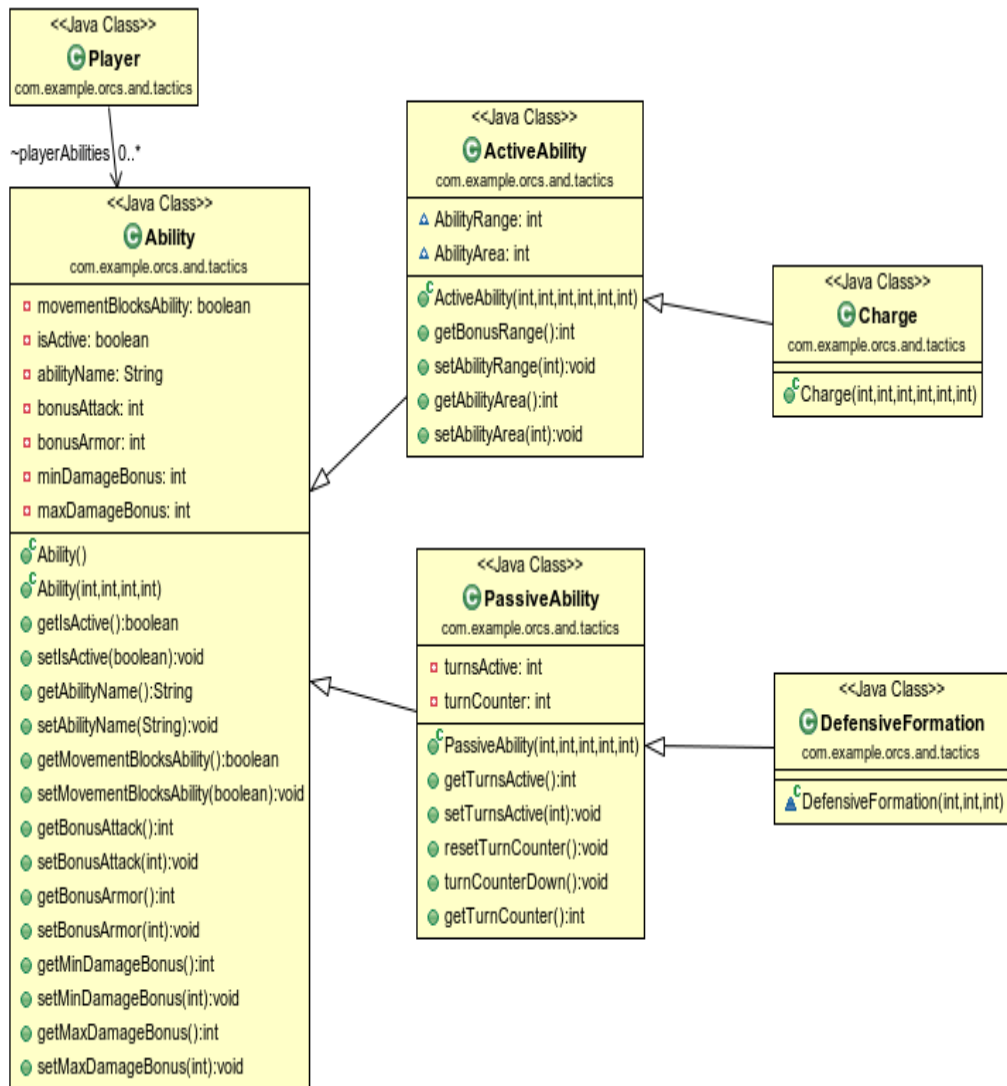 <<Java Class>>
Player
com.example.orcs.and.tactics
~playerAbilities 0..*
<<Java Class>>
Ability
com.example.orcs.and.tactics
movementBlocksAbility: boolean
isActive: boolean
abilityName: String
bonusAttack: int
bonusArmor: int
minDamageBonus: int
maxDamageBonus: int
Ability()
Ability(int,int,int,int)
getIsActive():boolean
setIsActive(boolean):void
getAbilityName():String
setAbilityName(String):void
getMovementBlocksAbility():boolean
setMovementBlocksAbility(boolean):void
getBonusAttack():int
setBonusAttack(int):void
getBonusArmor():int
setBonusArmor(int):void
getMinDamageBonus():int
setMinDamageBonus(int):void
getMaxDamageBonus():int
setMaxDamageBonus(int):void
<<Java Class>>
ActiveAbility
com.example.orcs.and.tactics
AbilityRange: int
AbilityArea: int
ActiveAbility(int,int,int,int,int,int)
getBonusRange():int
setAbilityRange(int):void
getAbilityArea():int
setAbilityArea(int):void
<<Java Class>>
Charge
com.example.orcs.and.tactics
Charge(int,int,int,int,int,int)
<<Java Class>>
PassiveAbility
com.example.orcs.and.tactics
turnsActive: int
turnCounter: int
PassiveAbility(int,int,int,int,int)
getTurnsActive():int
setTurnsActive(int):void
resetTurnCounter():void
turnCounterDown():void
getTurnCounter():int
<<Java Class>>
DefensiveFormation
com.example.orcs.and.tactics
DefensiveFormation(int,int,int)